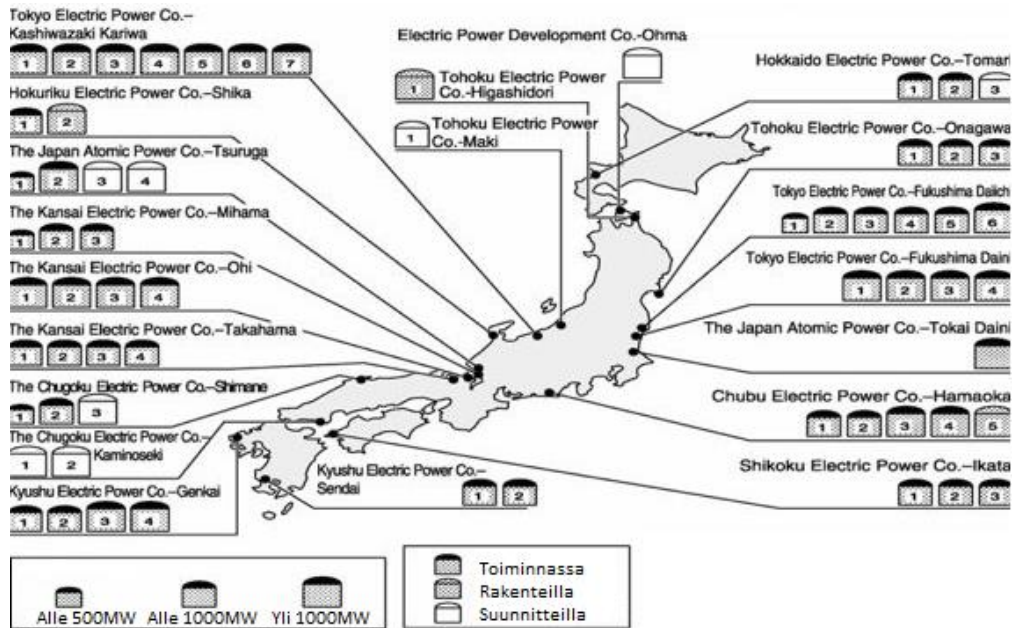 Tokyo Electric Power Co.–
Kashiwazaki Kariwa
1 2 3 4 5 6 7
Hokuriku Electric Power Co.–Shika
1 2
The Japan Atomic Power Co.–Tsuruga
1 2 3 4
The Kansai Electric Power Co.–Mihama
1 2 3
The Kansai Electric Power Co.–Ohi
1 2 3 4
The Kansai Electric Power Co.–Takahama
1 2 3 4
The Chugoku Electric Power Co.–Shimane
1 2 3
The Chugoku Electric Power Co.–
Kaminoseki
1 2
Kyushu Electric Power Co.–Genkai
1 2 3 4
Electric Power Development Co.-Ohma
Tohoku Electric Power
Co.-Higashidori
1
Tohoku Electric Power
Co.-Maki
1
Kyushu Electric Power Co.–
Sendai
1 2
Hokkaido Electric Power Co.–Tomari
1 2 3
Tohoku Electric Power Co.–Onagawa
1 2 3
Tokyo Electric Power Co.–Fukushima Daiichi
1 2 3 4 5 6
Tokyo Electric Power Co.–Fukushima Daini
1 2 3 4
The Japan Atomic Power Co.–Tokai Daini
Chubu Electric Power Co.–Hamaoka
1 2 3 4 5
Shikoku Electric Power Co.–Ikata
1 2 3
Alle 500MW Alle 1000MW Yli 1000MW
Toiminnassa
Rakenteilla
Suunnitteilla